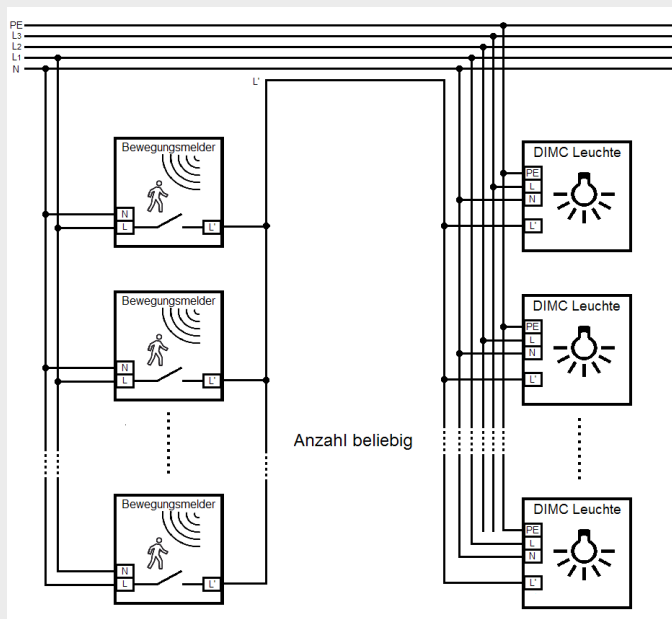 PE
L3
L2
L1
N
L'
Bewegungsmelder
N
L
L'
DIMC Leuchte
PE
L
N
L'
Bewegungsmelder
N
L
L'
DIMC Leuchte
PE
L
N
L'
Anzahl beliebig
Bewegungsmelder
N
L
L'
DIMC Leuchte
PE
L
N
L'